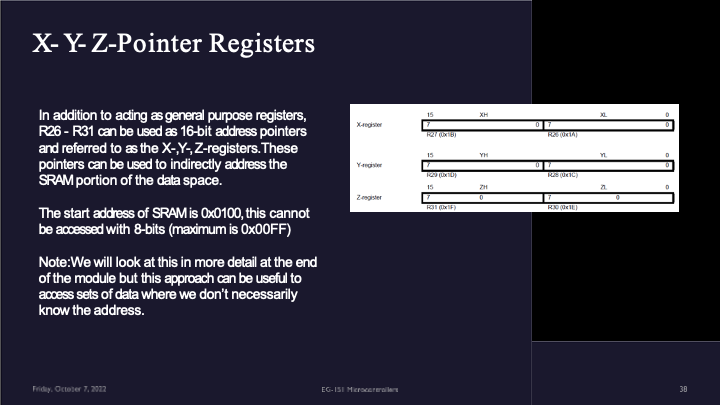 X- Y- Z-Pointer Registers
In addition to acting as general purpose registers,
R26 - R31 can be used as 16-bit address pointers
and referred to as the X-,Y-, Z-registers.These
pointers can be used to indirectly address the
SRAM portion of the data space.
The start address of SRAM is 0x0100, this cannot
be accessed with 8-bits (maximum is 0x00FF)
Note:We will look at this in more detail at the end
of the module but this approach can be useful to
access sets of data where we don't necessarily
know the address.
15 XH XL 0
X-register 7 0 7 0
R27 (0x1B) R26 (0x1A)
15 YH YL 0
Y-register 7 0 7 0
R29 (0x1D) R28 (0x1C)
15 ZH ZL 0
Z-register 7 0 7 0
R31 (0x1F) R30 (0x1E)
Friday, October 7, 2022 EG-151 Microcontrollers 38